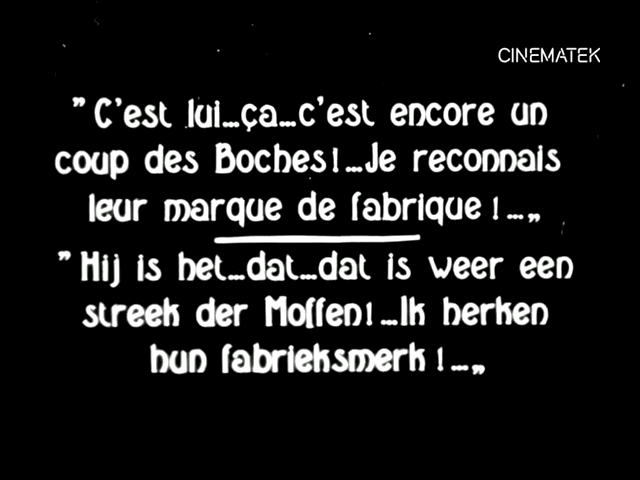 CINEMATEK
”C'est lui...ça...c'est encore un
coup des Boches!...Je reconnais
leur marque de fabrique!...„
”Hij is het...dat...dat is weer een
streek der Moffen!...Ik herken
hun fabrieksmerk!...„